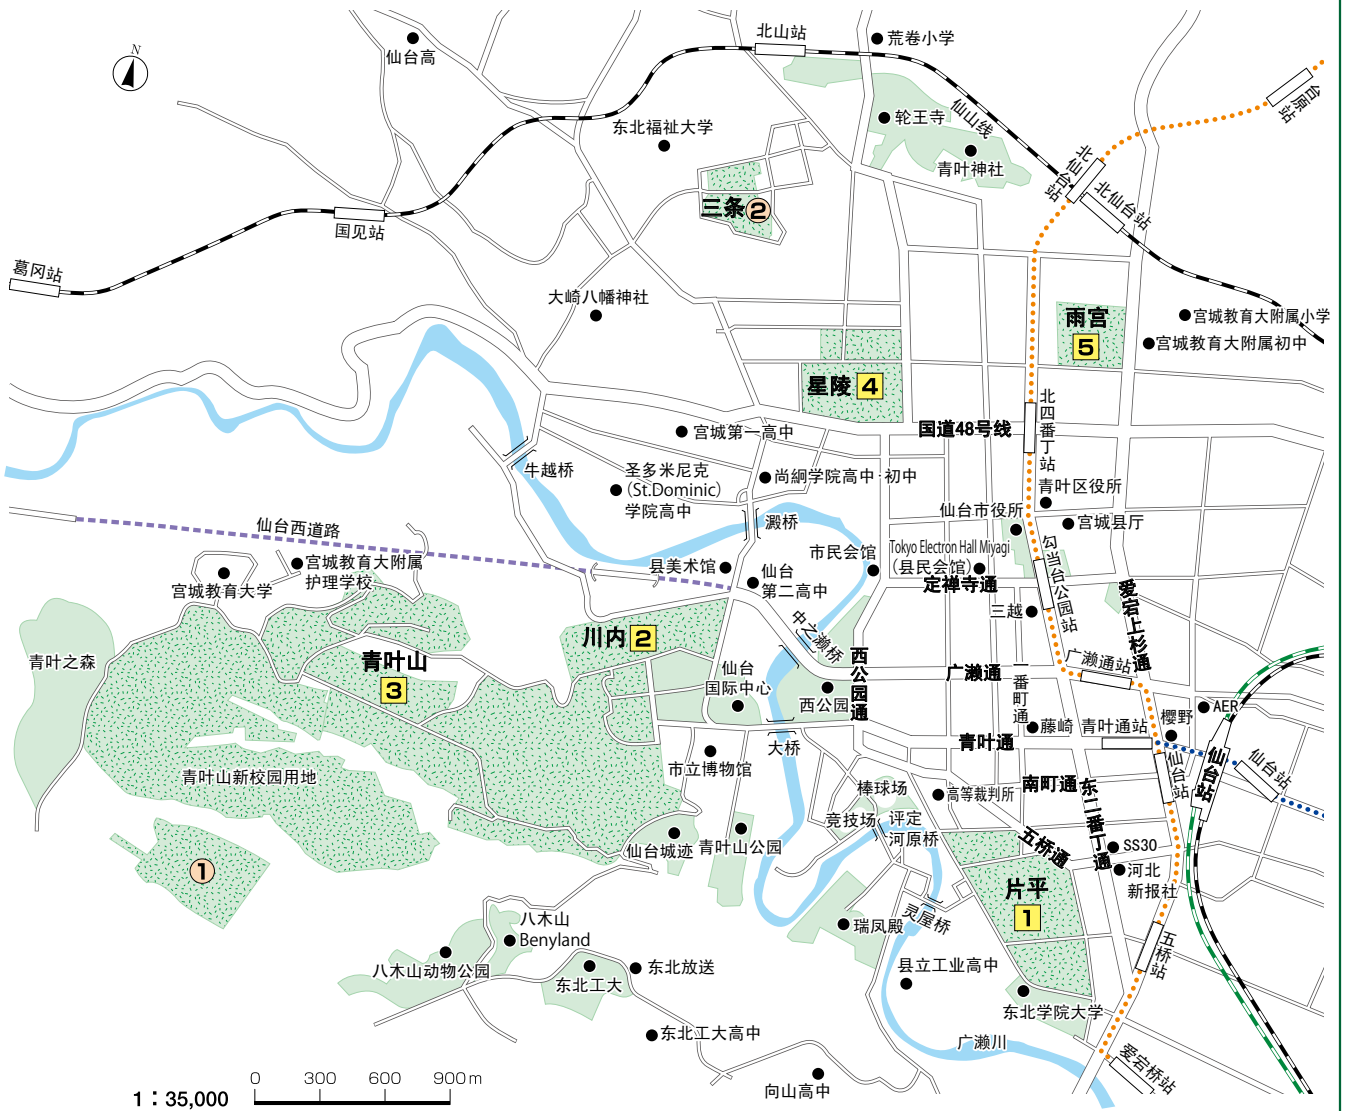 N
仙台高
北山站
荒卷小学
台原站
东北福祉大学
轮王寺
仙山线
青叶神社
北仙台站
北仙台站
三条 2
国见站
葛冈站
大崎八幡神社
雨宫
5
宫城教育大附属小学
宫城教育大附属初中
星陵 4
国道48号线
北四番丁站
宫城第一高中
牛越桥
圣多米尼克
(St.Dominic)
学院高中
尚絅学院高中·初中
青叶区役所
仙台市役所
宫城县厅
仙台西道路
澱桥
市民会馆
Tokyo Electron Hall Miyagi
(县民会馆)
勾当台公园站
定禅寺通
宫城教育大学
宫城教育大附属
护理学校
县美术馆
仙台
第二高中
三越
爱宕上杉通
青叶之森
川内 2
中之濑桥
西公园通
青叶山
3
仙台
国际中心
西公园
广濑通
一番町通
广濑通站
藤崎
青叶通站
樱野
AER
青叶通
大桥
市立博物馆
青叶山新校园用地
仙台站
仙台站
仙台站
南町通
东二番丁通
棒球场
高等裁判所
竞技场
评定
河原桥
五桥通
SS30
河北
新报社
仙台城迹
青叶山公园
1
片平
1
灵屋桥
瑞凤殿
八木山
Benyland
八木山动物公园
东北工大
东北放送
五桥站
县立工业高中
东北学院大学
东北工大高中
广濑川
爱宕桥站
向山高中
1：35,000
0 300 600 900m